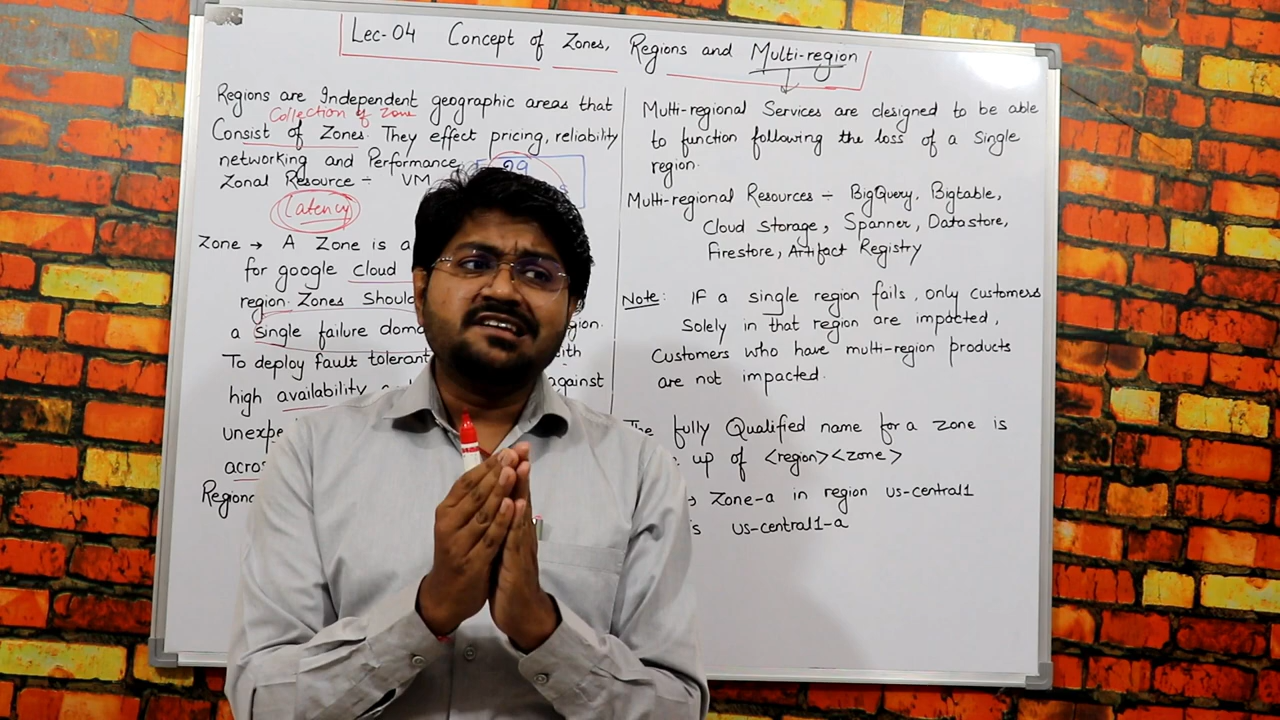 Lec-04 Concept of Zones, Regions and Multi-region
Regions are Independent geographic areas that
Collection of Zone
Consist of Zones. They effect pricing, reliability
networking and Performance
29
Zonal Resource ÷ VM
Latency
Zone → A Zone is a
for google cloud
region. Zones Should
a single failure doma gion.
To deploy fault tolerant with
high availability against
unexpe
acros
Regiona
Multi-regional Services are designed to be able
to function following the loss of a Single
region.
Multi-regional Resources ÷ BigQuery, Bigtable,
Cloud Storage, Spanner, Datastore,
Firestore, Artifact Registry
Note: IF a single region fails, only customers
Solely in that region are impacted,
Customers who have multi-region products
are not impacted.
The fully Qualified name for a zone is
up of <region><zone>
→ Zone-a in region us-central1
is us-central1-a